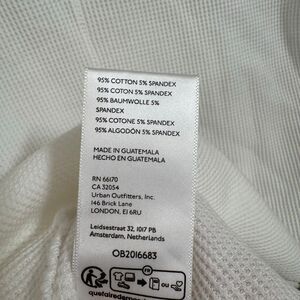 95% COTTON 5% SPANDEX
95% COTON 5% SPANDEX
95% BAUMWOLLE 5%
SPANDEX
95% COTONE 5% SPANDEX
95% ALGODÓN 5% SPANDEX
MADE IN GUATEMALA
HECHO EN GUATEMALA
RN 66170
CA 32054
Urban Outfitters, Inc.
146 Brick Lane
LONDON, E1 6RU
Leidsestraat 32, 1017 PB
Amsterdam, Netherlands
OB2016683
FR